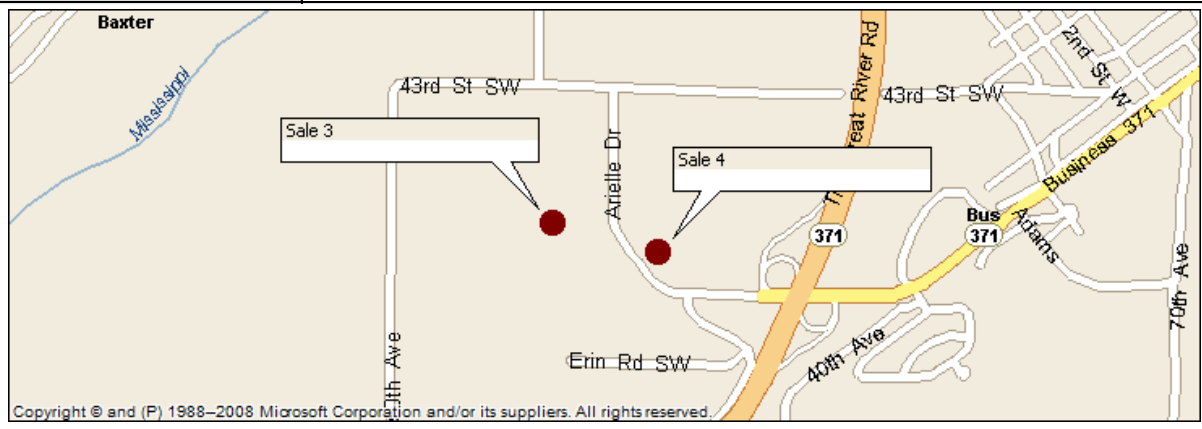 Baxter
Mississippi
43rd St SW
Sale 3
Arielle Dr
Sale 4
Great River Rd
43rd St SW
2nd St W
Business 371
371
Bus
371
Adams
70th Ave
40th Ave
Erin Rd SW
Ave
Copyright © and (P) 1988–2008 Microsoft Corporation and/or its suppliers. All rights reserved.